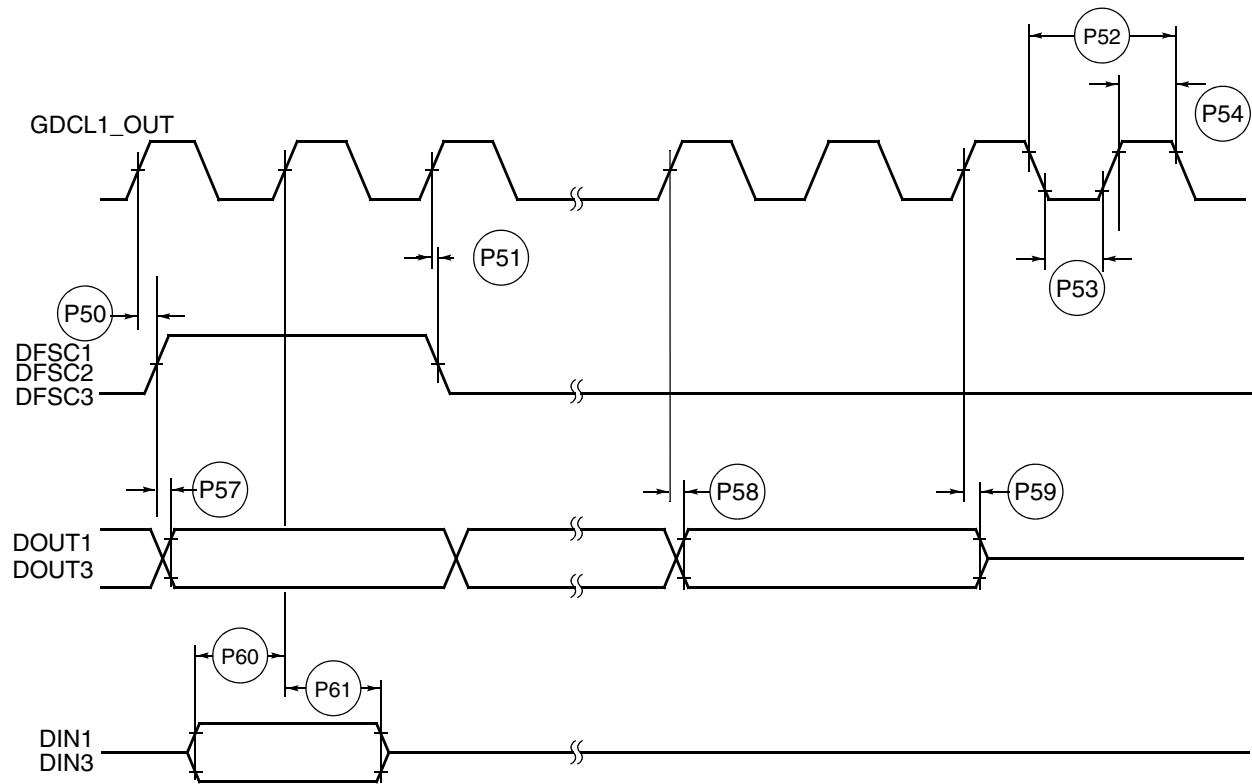 P52
P54
GDCL1_OUT
P51
P53
P50
DFSC1
DFSC2
DFSC3
P57
P58
P59
DOUT1
DOUT3
P60
P61
DIN1
DIN3